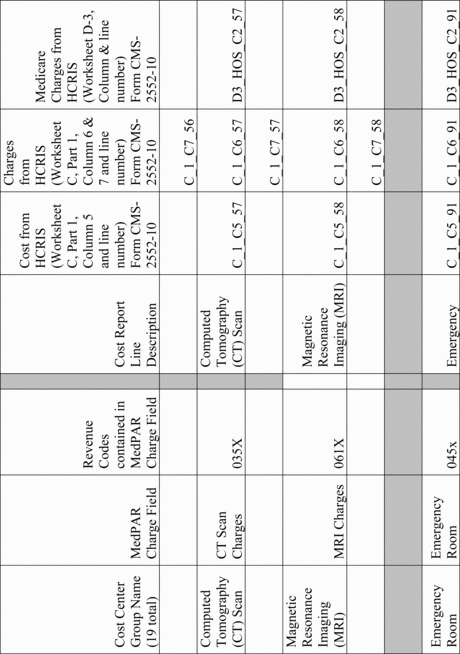 Cost Center
Group Name
(19 total)
MedPAR
Charge Field
Revenue
Codes
contained in
MedPAR
Charge Field
Cost Report
Line
Description
Cost from
HCRIS
(Worksheet
C, Part 1,
Column 5
and line
number)
Form CMS-
2552-10
Charges
from
HCRIS
(Worksheet
C, Part 1,
Column 6 &
7 and line
number)
Form CMS-
2552-10
Medicare
Charges from
HCRIS
(Worksheet D-3,
Column & line
number)
Form CMS-
2552-10
C_1_C7_56
Computed
Tomography
(CT) Scan
CT Scan
Charges
035X
Computed
Tomography
(CT) Scan
C_1_C5_57
C_1_C6_57
D3_HOS_C2_57
C_1_C7_57
Magnetic
Resonance
Imaging
(MRI)
MRI Charges
061X
Magnetic
Resonance
Imaging (MRI)
C_1_C5_58
C_1_C6_58
D3_HOS_C2_58
C_1_C7_58
Emergency
Room
Emergency
Room
045x
Emergency
C_1_C5_91
C_1_C6_91
D3_HOS_C2_91